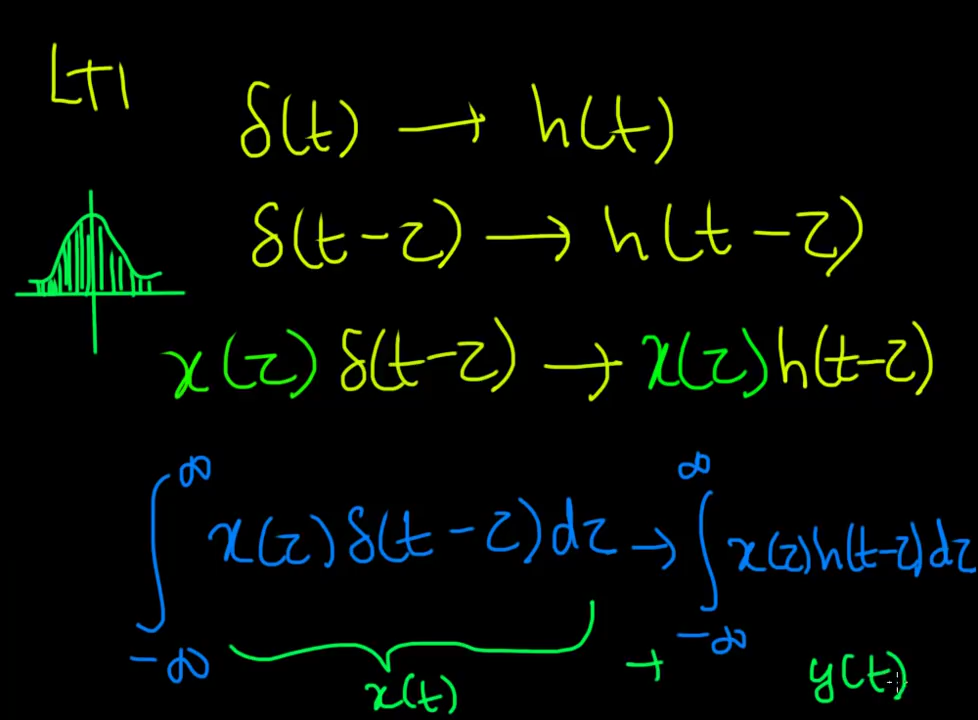 LTI
δ(t) → h(t)
δ(t-τ) → h(t-τ)
x(τ) δ(t-τ) → x(τ) h(t-τ)
∫_{-∞}^{∞} x(τ) δ(t-τ) dτ → ∫_{-∞}^{∞} x(τ) h(t-τ) dτ
x(t) → y(t)